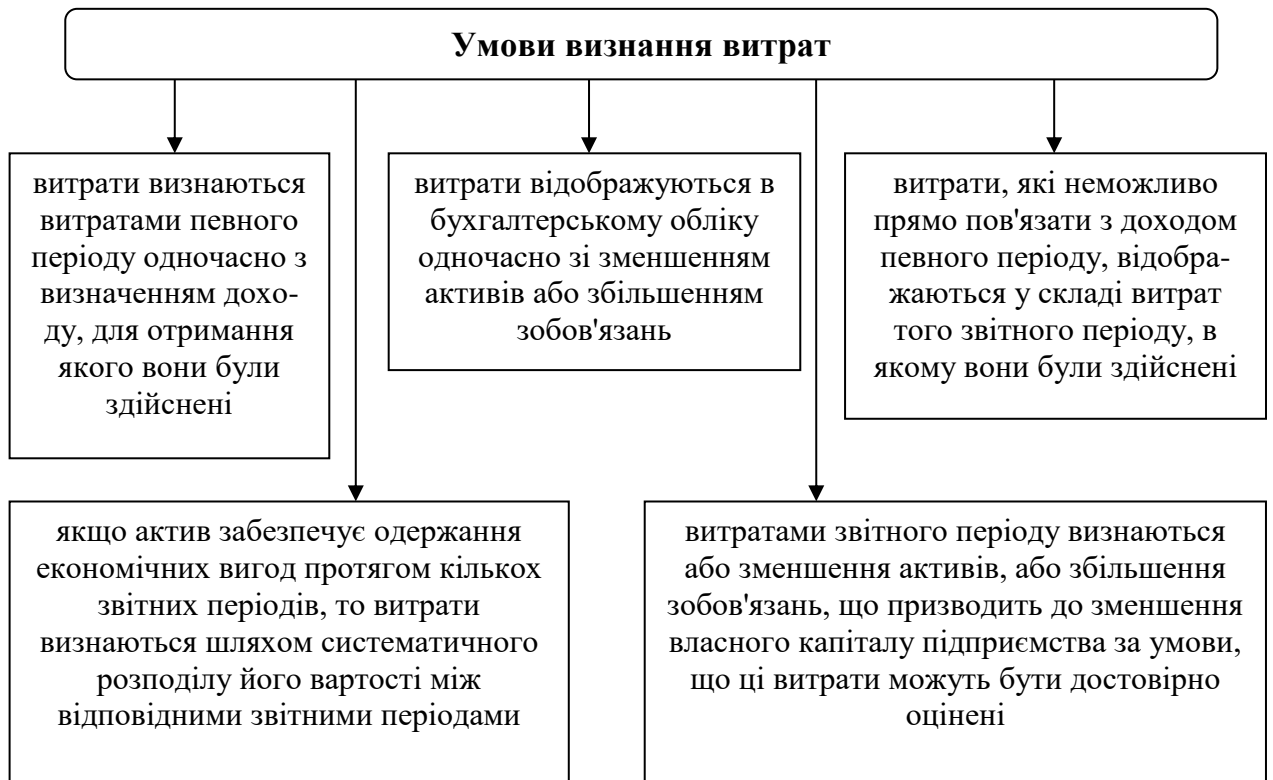 Умови визнання витрат
витрати визнаються
витратами певного
періоду одночасно з
визначенням дохо-
ду, для отримання
якого вони були
здійснені
витрати відображуються в
бухгалтерському обліку
одночасно зі зменшенням
активів або збільшенням
зобов'язань
витрати, які неможливо
прямо пов'язати з доходом
певного періоду, відобра-
жаються у складі витрат
того звітного періоду, в
якому вони були здійснені
якщо актив забезпечує одержання
економічних вигод протягом кількох
звітних періодів, то витрати
визнаються шляхом систематичного
розподілу його вартості між
відповідними звітними періодами
витратами звітного періоду визнаються
або зменшення активів, або збільшення
зобов'язань, що призводить до зменшення
власного капіталу підприємства за умови,
що ці витрати можуть бути достовірно
оцінені